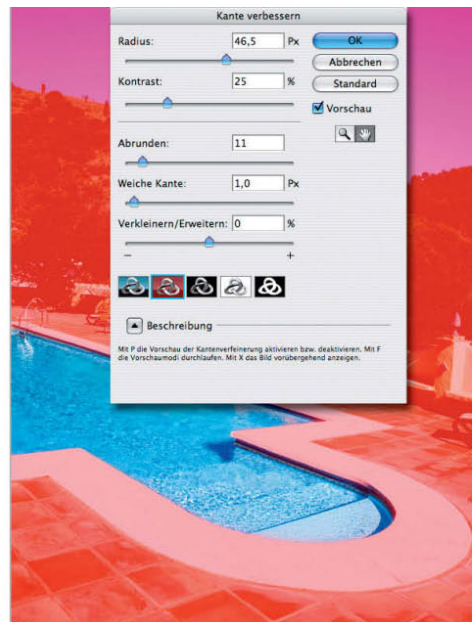 Kante verbessern
Radius: 46,5 Px
OK
Abbrechen
Kontrast: 25 %
Standard
Vorschau
Abrunden: 11
Weiche Kante: 1,0 Px
Verkleinern/Erweitern: 0 %
− +
Beschreibung
Mit P die Vorschau der Kantenverfeinerung aktivieren bzw. deaktivieren. Mit F
die Vorschaumodi durchlaufen. Mit X das Bild vorübergehend anzeigen.